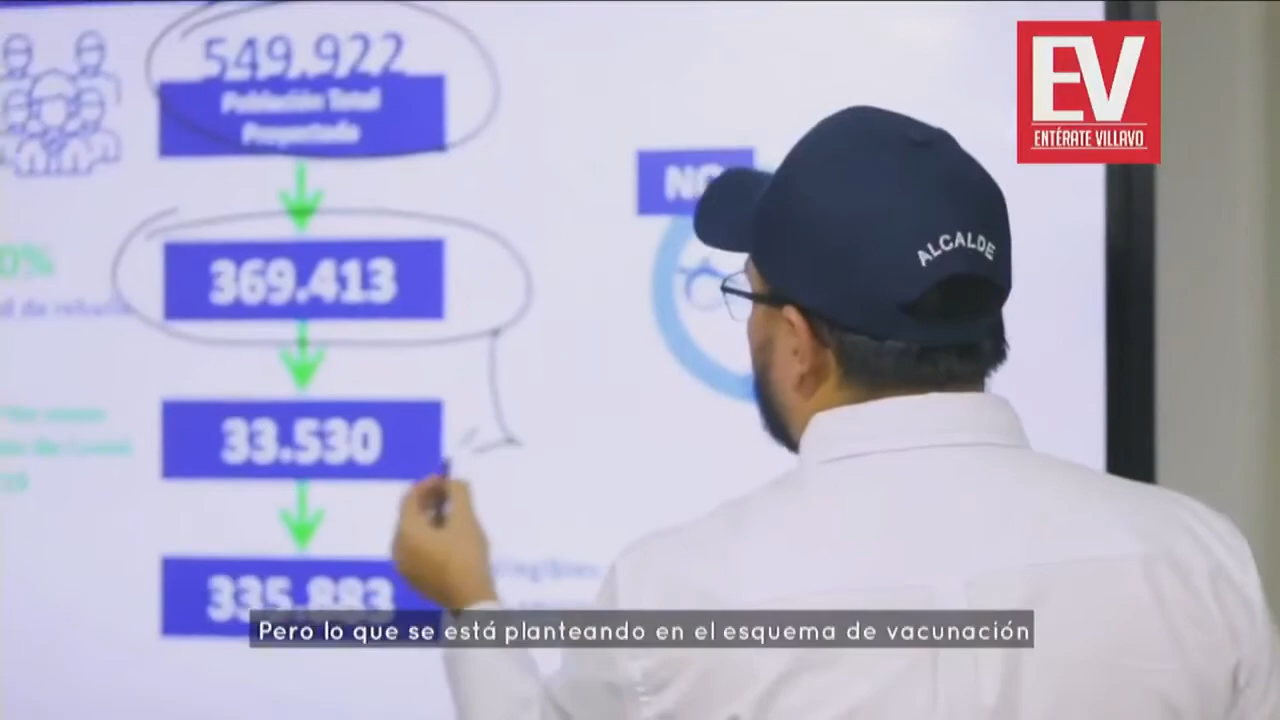 549.922
Población Total
Proyectada
369.413
33.530
335.883
EV
ENTÉRATE VILLAVO
ALCALDE
Pero lo que se está planteando en el esquema de vacunación